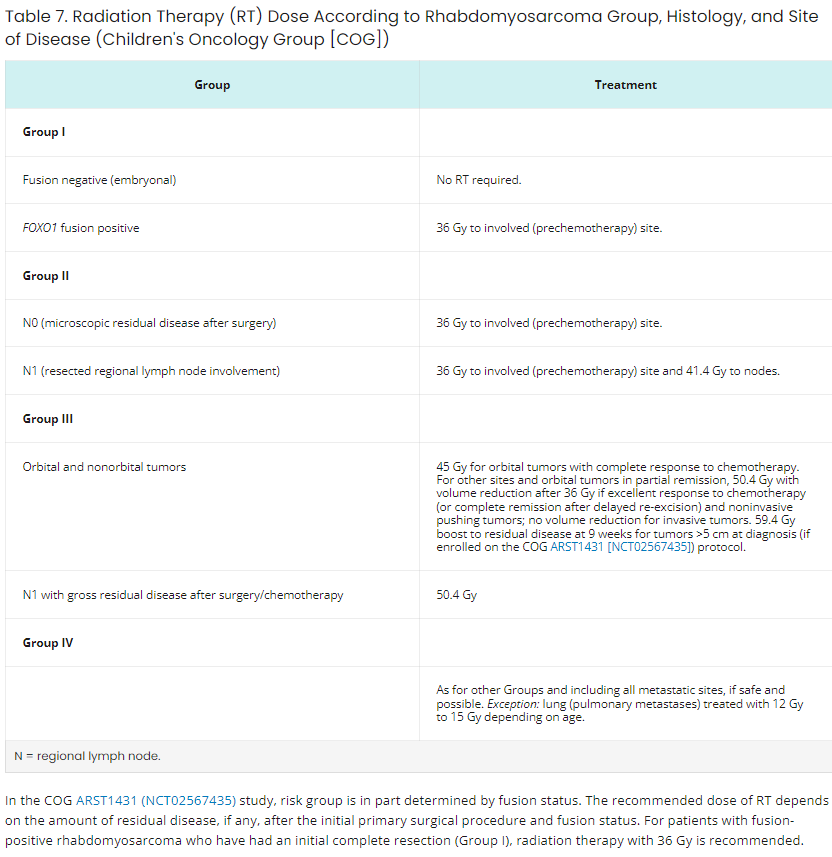 Table 7. Radiation Therapy (RT) Dose According to Rhabdomyosarcoma Group, Histology, and Site
of Disease (Children's Oncology Group [COG])
Group
Treatment
Group I
Fusion negative (embryonal)
No RT required.
FOXO1 fusion positive
36 Gy to involved (prechemotherapy) site.
Group II
N0 (microscopic residual disease after surgery)
36 Gy to involved (prechemotherapy) site.
N1 (resected regional lymph node involvement)
36 Gy to involved (prechemotherapy) site and 41.4 Gy to nodes.
Group III
Orbital and nonorbital tumors
45 Gy for orbital tumors with complete response to chemotherapy.
For other sites and orbital tumors in partial remission, 50.4 Gy with
volume reduction after 36 Gy if excellent response to chemotherapy
(or complete remission after delayed re-excision) and noninvasive
pushing tumors; no volume reduction for invasive tumors. 59.4 Gy
boost to residual disease at 9 weeks for tumors >5 cm at diagnosis (if
enrolled on the COG ARST1431 [NCT02567435]) protocol.
N1 with gross residual disease after surgery/chemotherapy
50.4 Gy
Group IV
As for other Groups and including all metastatic sites, if safe and
possible. Exception: lung (pulmonary metastases) treated with 12 Gy
to 15 Gy depending on age.
N = regional lymph node.
In the COG ARST1431 (NCT02567435) study, risk group is in part determined by fusion status. The recommended dose of RT depends
on the amount of residual disease, if any, after the initial primary surgical procedure and fusion status. For patients with fusion-
positive rhabdomyosarcoma who have had an initial complete resection (Group I), radiation therapy with 36 Gy is recommended.